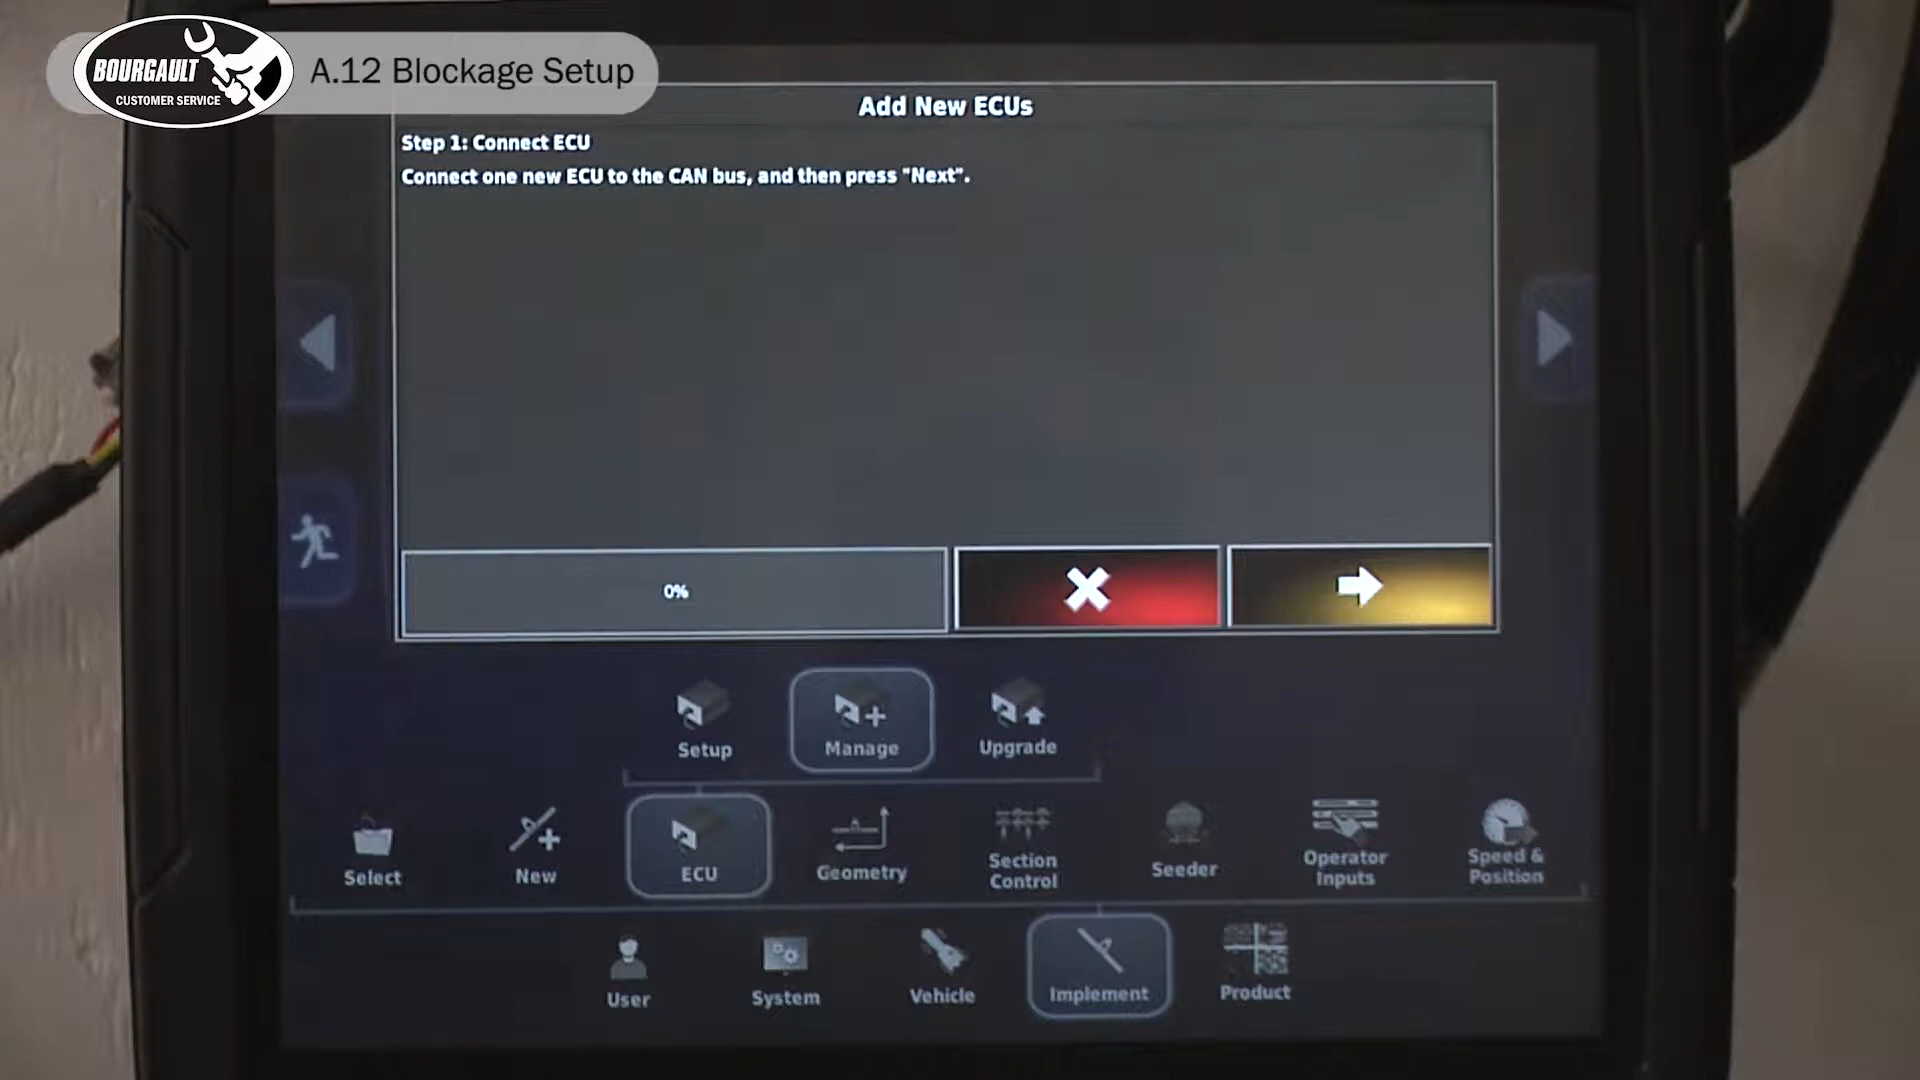 BOURGAULT
CUSTOMER SERVICE
A.12 Blockage Setup
Add New ECUs
Step 1: Connect ECU
Connect one new ECU to the CAN bus, and then press "Next".
0%
Setup
Manage
Upgrade
Select
New
ECU
Geometry
Section
Control
Seeder
Operator
Inputs
Speed &
Position
User
System
Vehicle
Implement
Product